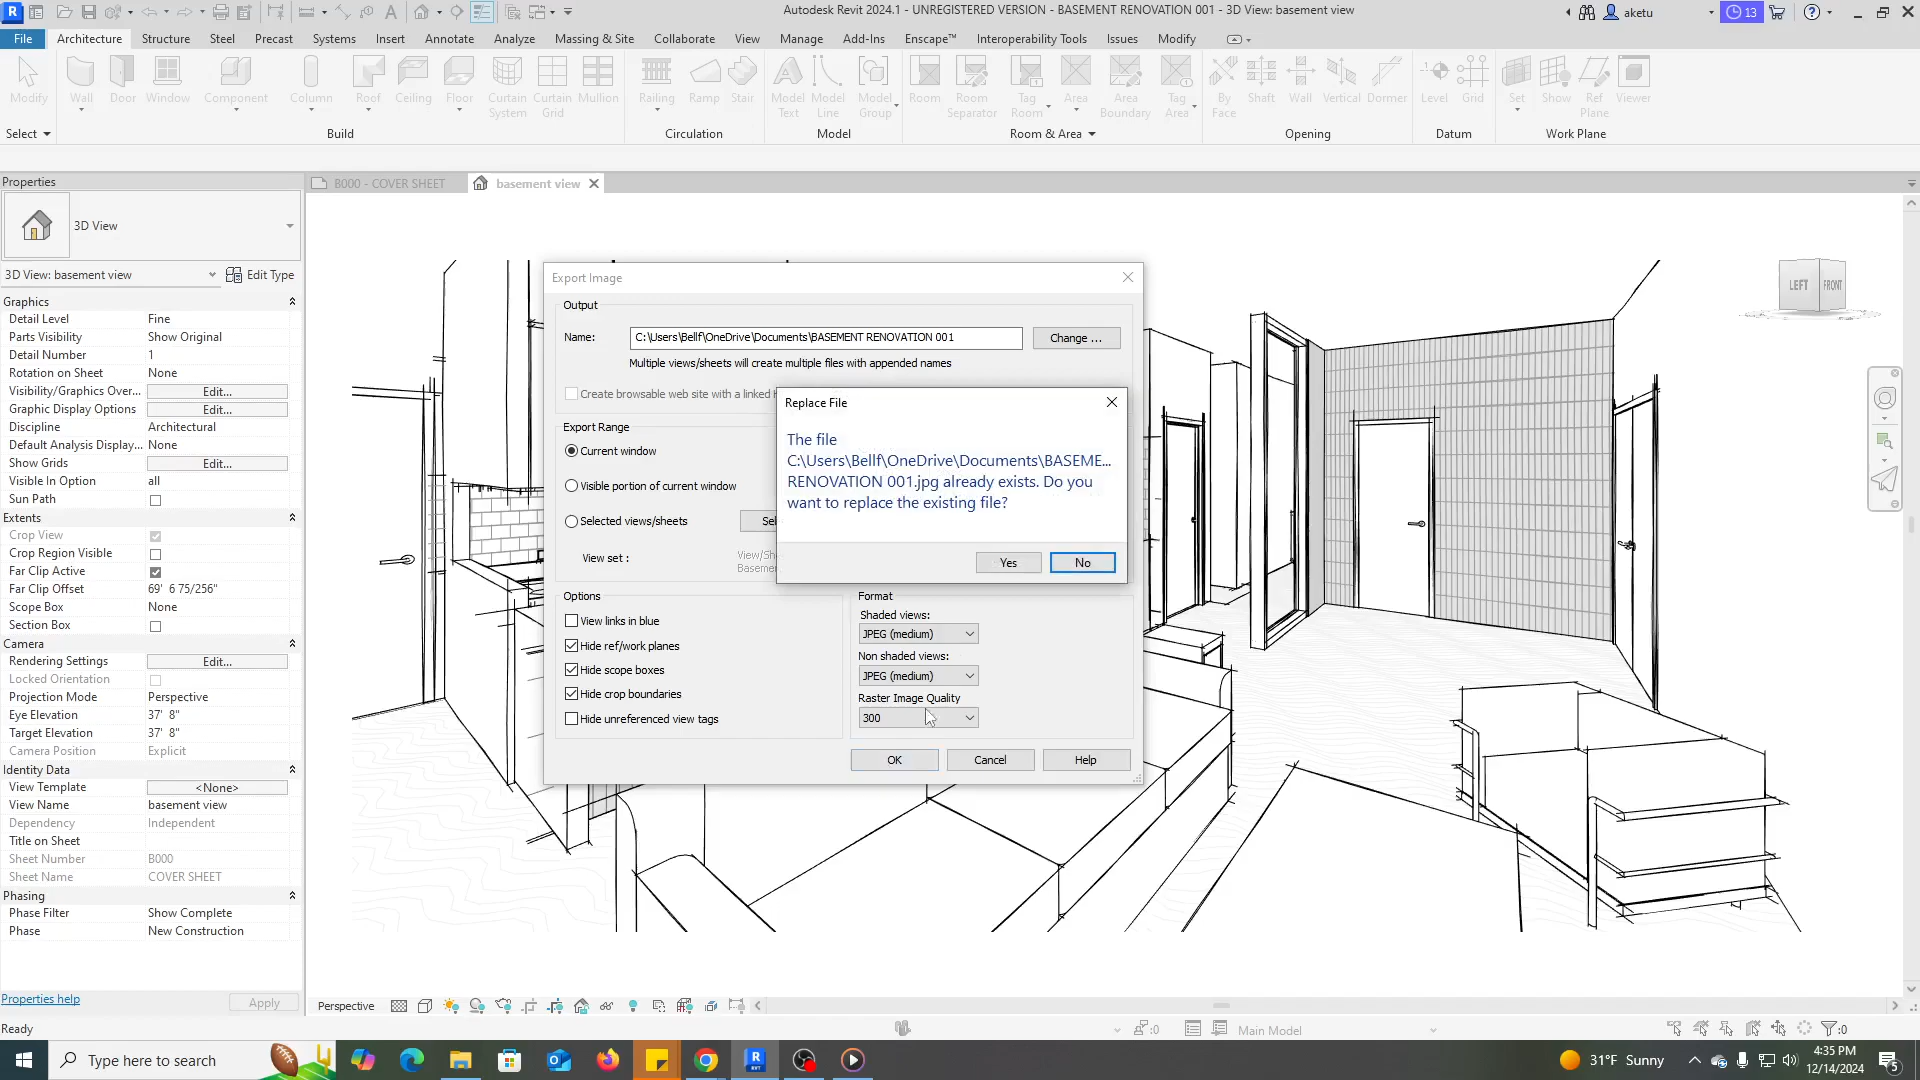 Autodesk Revit 2024.1 - UNREGISTERED VERSION - BASEMENT RENOVATION 001 - 3D View: basement view
aketu
13
File
Architecture
Structure
Steel
Precast
Systems
Insert
Annotate
Analyze
Massing & Site
Collaborate
View
Manage
Add-Ins
Enscape™
Interoperability Tools
Issues
Modify
Modify
Wall
Door
Window
Component
Column
Roof
Ceiling
Floor
Curtain
System
Curtain
Grid
Mullion
Railing
Ramp
Stair
Model
Text
Model
Line
Model
Group
Room
Room
Separator
Tag
Room
Area
Area
Boundary
Tag
Area
By
Face
Shaft
Wall
Vertical
Dormer
Level
Grid
Set
Show
Ref
Plane
Viewer
Select
Build
Circulation
Model
Room & Area
Opening
Datum
Work Plane
Properties
B000 - COVER SHEET
basement view
3D View
3D View: basement view
Edit Type
Graphics
Detail Level Fine
Parts Visibility Show Original
Detail Number 1
Rotation on Sheet None
Visibility/Graphics Over... Edit...
Graphic Display Options Edit...
Discipline Architectural
Default Analysis Display... None
Show Grids Edit...
Visible In Option all
Sun Path
Extents
Crop View
Crop Region Visible
Far Clip Active
Far Clip Offset 69' 6 75/256"
Scope Box None
Section Box
Camera
Rendering Settings Edit...
Locked Orientation
Projection Mode Perspective
Eye Elevation 37' 8"
Target Elevation 37' 8"
Camera Position Explicit
Identity Data
View Template <None>
View Name basement view
Dependency Independent
Title on Sheet
Sheet Number B000
Sheet Name COVER SHEET
Phasing
Phase Filter Show Complete
Phase New Construction
Properties help
Apply
Export Image
Output
Name:
C:\Users\Bellf\OneDrive\Documents\BASEMENT RENOVATION 001
Change ...
Multiple views/sheets will create multiple files with appended names
Create browsable web site with a linked
Export Range
Current window
Visible portion of current window
Selected views/sheets
Sel
View set :
View/Sh
Basemen
Replace File
The file
C:\Users\Bellf\OneDrive\Documents\BASEME...
RENOVATION 001.jpg already exists. Do you
want to replace the existing file?
Yes
No
Options
View links in blue
Hide ref/work planes
Hide scope boxes
Hide crop boundaries
Hide unreferenced view tags
Format
Shaded views:
JPEG (medium)
Non shaded views:
JPEG (medium)
Raster Image Quality
300
OK
Cancel
Help
LEFT
FRONT
Perspective
Ready
:0
Main Model
:0
Type here to search
31°F Sunny
4:35 PM
12/14/2024
5